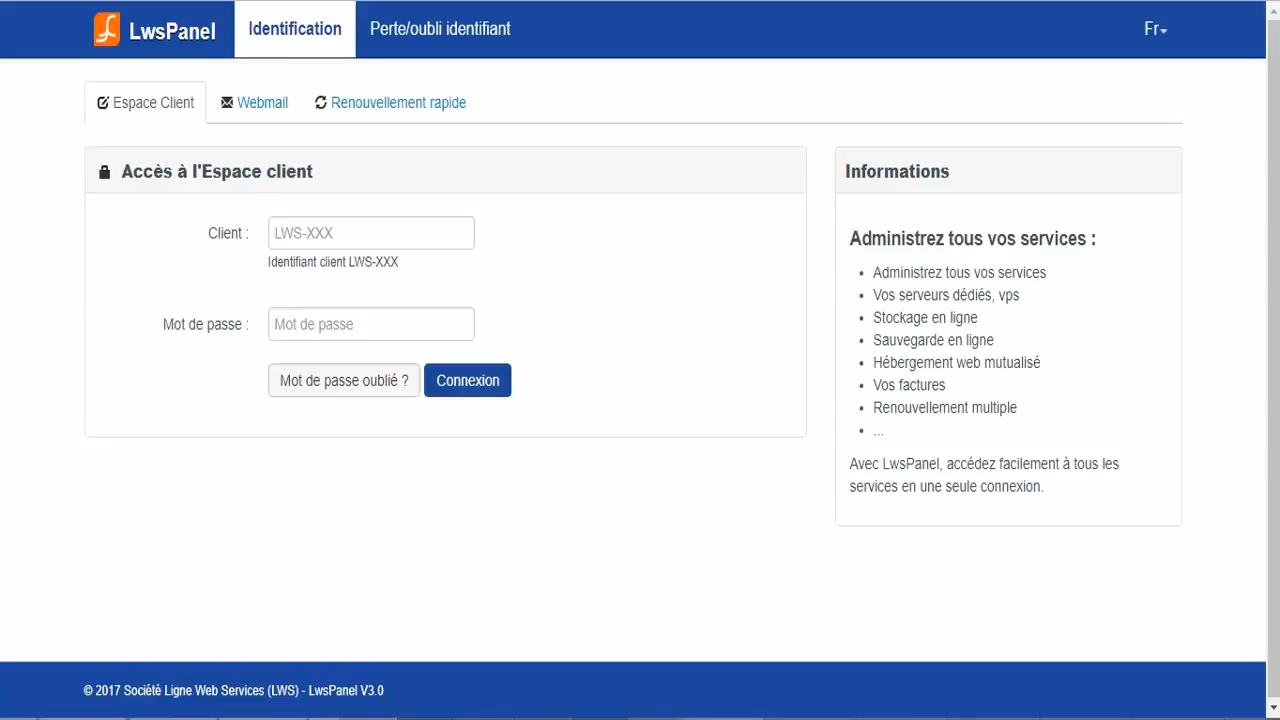 LwsPanel Identification Perte/oubli identifiant Fr
Espace Client Webmail Renouvellement rapide
Accès à l'Espace client
Client : LWS-XXX
Identifiant client LWS-XXX
Mot de passe : Mot de passe
Mot de passe oublié ? Connexion
Informations
Administrez tous vos services :
• Administrez tous vos services
• Vos serveurs dédiés, vps
• Stockage en ligne
• Sauvegarde en ligne
• Hébergement web mutualisé
• Vos factures
• Renouvellement multiple
• ...
Avec LwsPanel, accédez facilement à tous les
services en une seule connexion.
© 2017 Société Ligne Web Services (LWS) - LwsPanel V3.0